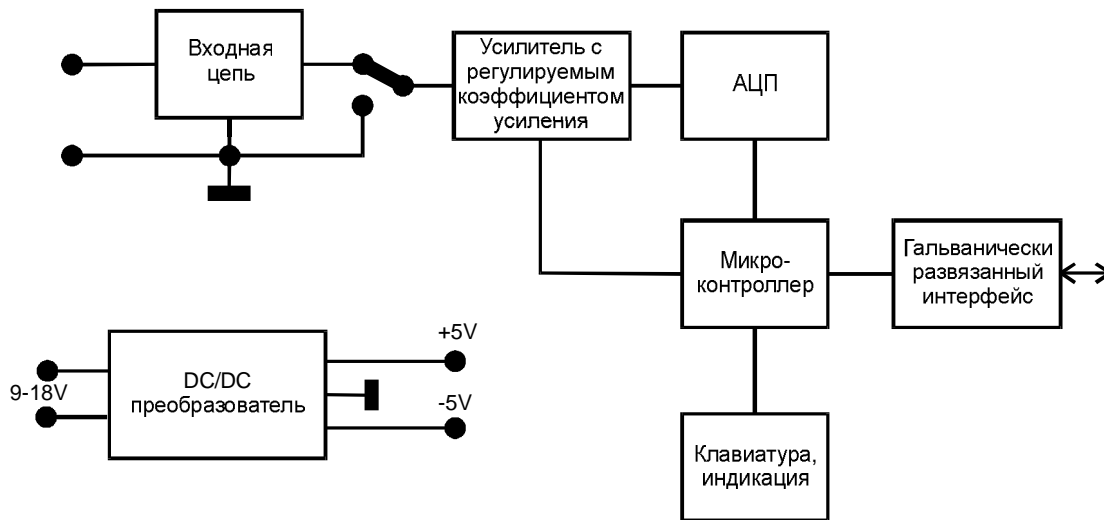 Входная
цепь
Усилитель с
регулируемым
коэффициентом
усиления
АЦП
Микро-
контроллер
Гальванически
развязанный
интерфейс
9-18V
DC/DC
преобразователь
+5V
-5V
Клавиатура,
индикация